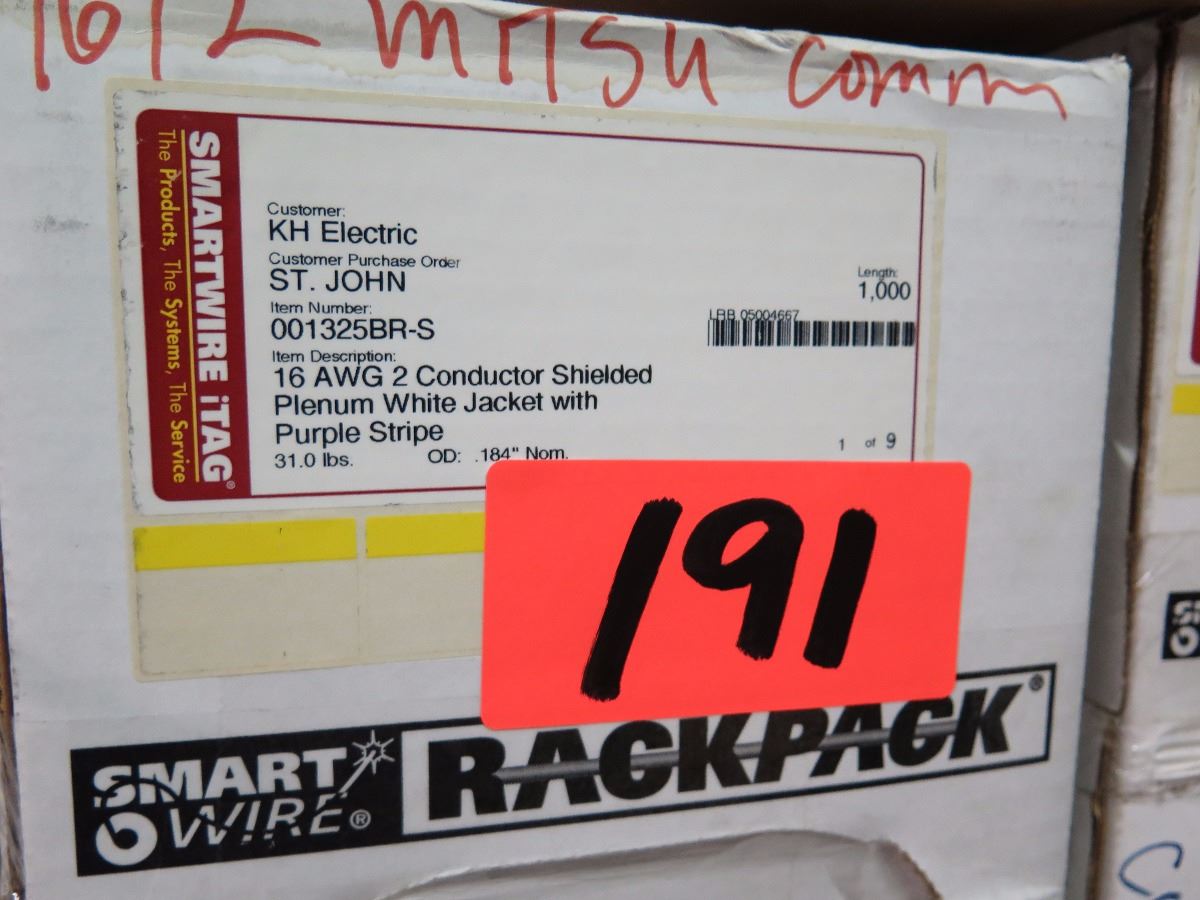 16/2 MITSU COMM
SMARTWIRE iTAG®
The Products, The Systems, The Service
Customer:
KH Electric
Customer Purchase Order
ST. JOHN
Item Number:
001325BR-S
Item Description:
16 AWG 2 Conductor Shielded
Plenum White Jacket with
Purple Stripe
31.0 lbs. OD: .184" Nom.
Length:
1,000
LBB 05004667
1 of 9
191
SMART
WIRE®
RACKPACK®